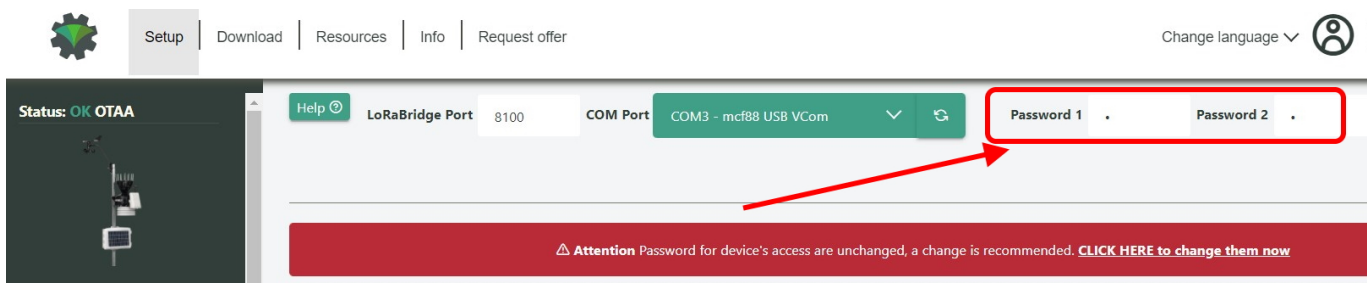 Setup
Download
Resources
Info
Request offer
Change language
Status: OK OTAA
Help
LoRaBridge Port
8100
COM Port
COM3 - mcf88 USB VCom
Password 1
Password 2
Attention Password for device's access are unchanged, a change is recommended. CLICK HERE to change them now